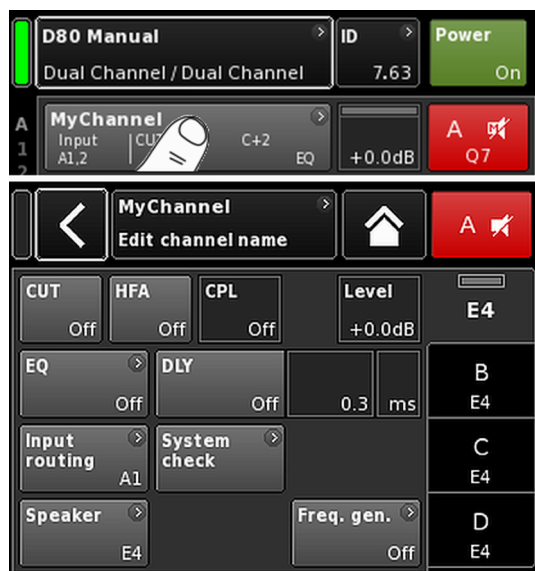 D80 Manual
Dual Channel / Dual Channel
ID
7.63
Power
On
A
1
2
MyChannel
Input
A1,2
C+2
EQ
+0.0dB
A
Q7
MyChannel
Edit channel name
A
CUT
Off
HFA
Off
CPL
Off
Level
+0.0dB
E4
EQ
Off
DLY
Off
0.3
ms
B
E4
Input
routing
A1
System
check
C
E4
Speaker
E4
Freq. gen.
Off
D
E4